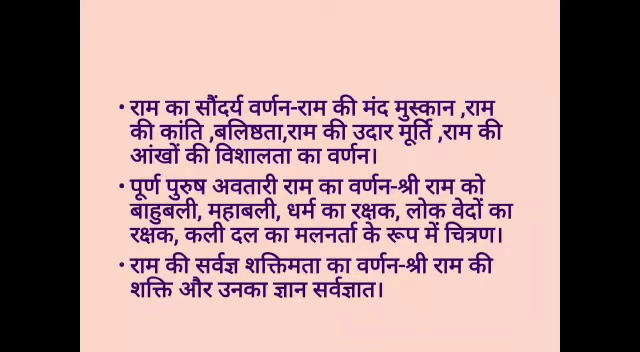 • राम का सौंदर्य वर्णन-राम की मंद मुस्कान ,राम
की कांति ,बलिष्ठता,राम की उदार मूर्ति ,राम की
आंखों की विशालता का वर्णन।
• पूर्ण पुरुष अवतारी राम का वर्णन-श्री राम को
बाहुबली, महाबली, धर्म का रक्षक, लोक वेदों का
रक्षक, कली दल का मलनर्ता के रूप में चित्रण।
• राम की सर्वज्ञ शक्तिमता का वर्णन-श्री राम की
शक्ति और उनका ज्ञान सर्वज्ञात।